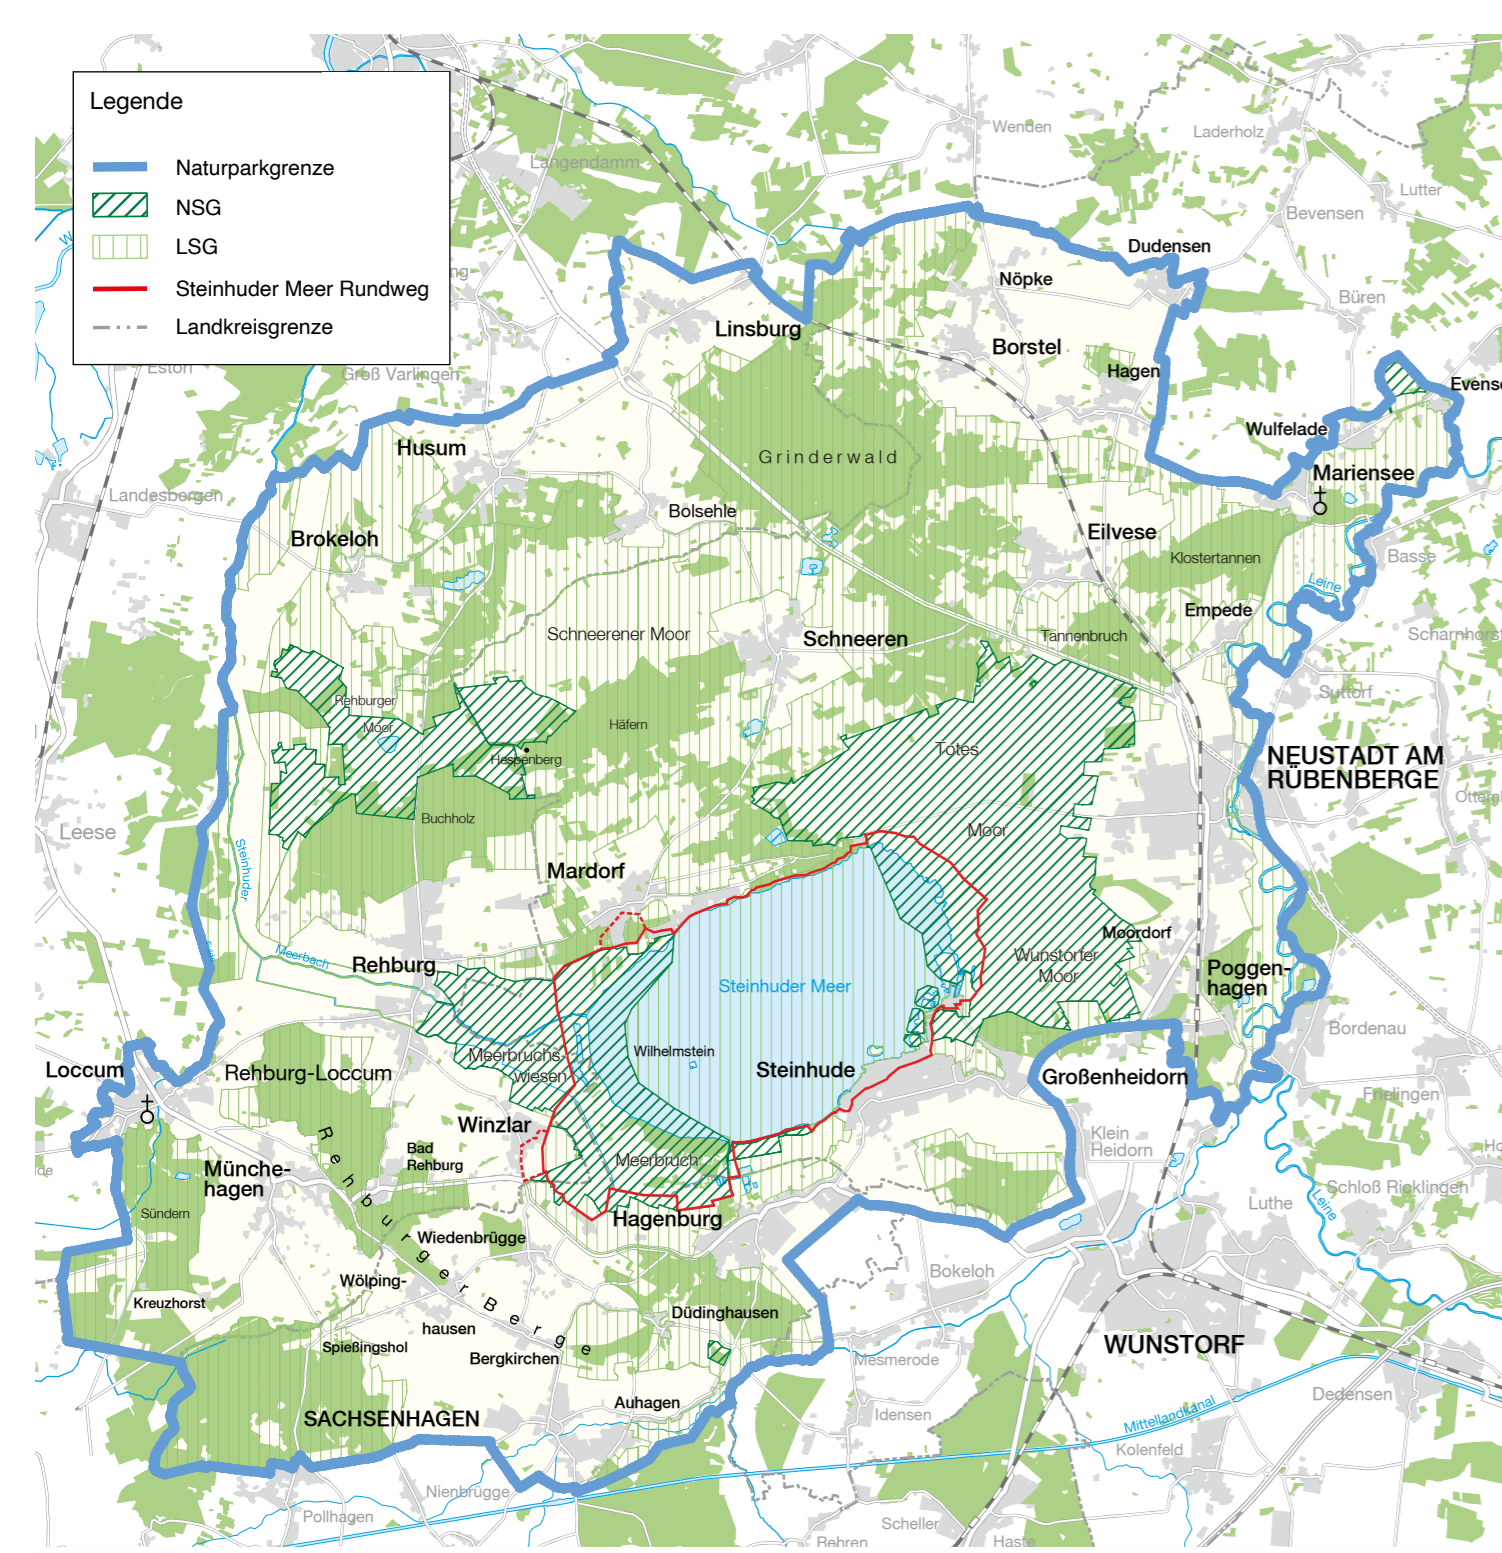 Legende
Naturparkgrenze
NSG
LSG
Steinhuder Meer Rundweg
Landkreisgrenze
Langendamm
Wenden
Laderholz
Lutter
Bevensen
Dudensen
Nöpke
Büren
Linsburg
Borstel
Estorf
Groß Varlingen
Hagen
Wulfelade
Husum
Grinderwald
Mariensee
Landesbergen
Bolsehle
Brokeloh
Eilvese
Klostertannen
Basse
Leine
Empede
Schneerener Moor
Schneeren
Tannenbruch
Rehburger
Moor
Suttorf
Häfern
Hespenberg
Totes
NEUSTADT AM
RÜBENBERGE
Buchholz
Moor
Leese
Steinhuder
Mardorf
Moordorf
Meerbach
Rehburg
Wunstorfer
Moor
Poggen-
hagen
Steinhuder Meer
Bordenau
Wilhelmstein
Meerbruchs-
wiesen
Steinhude
Loccum
Rehburg-Loccum
Großenheidorn
Frielingen
Winzlar
Klein
Heidorn
Bad
Rehburg
Meerbruch
Münche-
hagen
Rehburger Berge
Schloß Ricklingen
Luthe
Leine
Sündern
Hagenburg
Wiedenbrügge
Bokeloh
Wölping-
hausen
Kreuzhorst
Düdinghausen
Spießingshol
Bergkirchen
WUNSTORF
Mesmerode
Dedensen
Auhagen
Idensen
SACHSENHAGEN
Mittellandkanal
Kolenfeld
Nienbrügge
Pollhagen
Scheller
Rehren
Haste